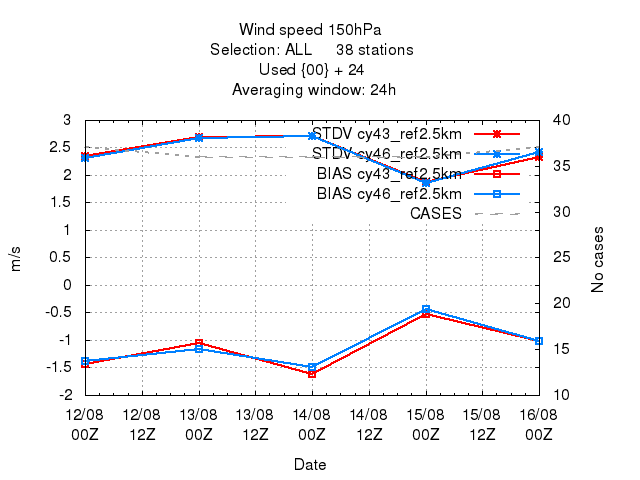 Wind speed 150hPa
Selection: ALL 38 stations
Used {00} + 24
Averaging window: 24h
3
2.5
2
1.5
1
0.5
0
-0.5
-1
-1.5
-2
m/s
40
35
30
25
20
15
10
No cases
STDV cy43_ref2.5km
STDV cy46_ref2.5km
BIAS cy43_ref2.5km
BIAS cy46_ref2.5km
CASES
12/08 12/08 13/08 13/08 14/08 14/08 15/08 15/08 16/08
00Z 12Z 00Z 12Z 00Z 12Z 00Z 12Z 00Z
Date